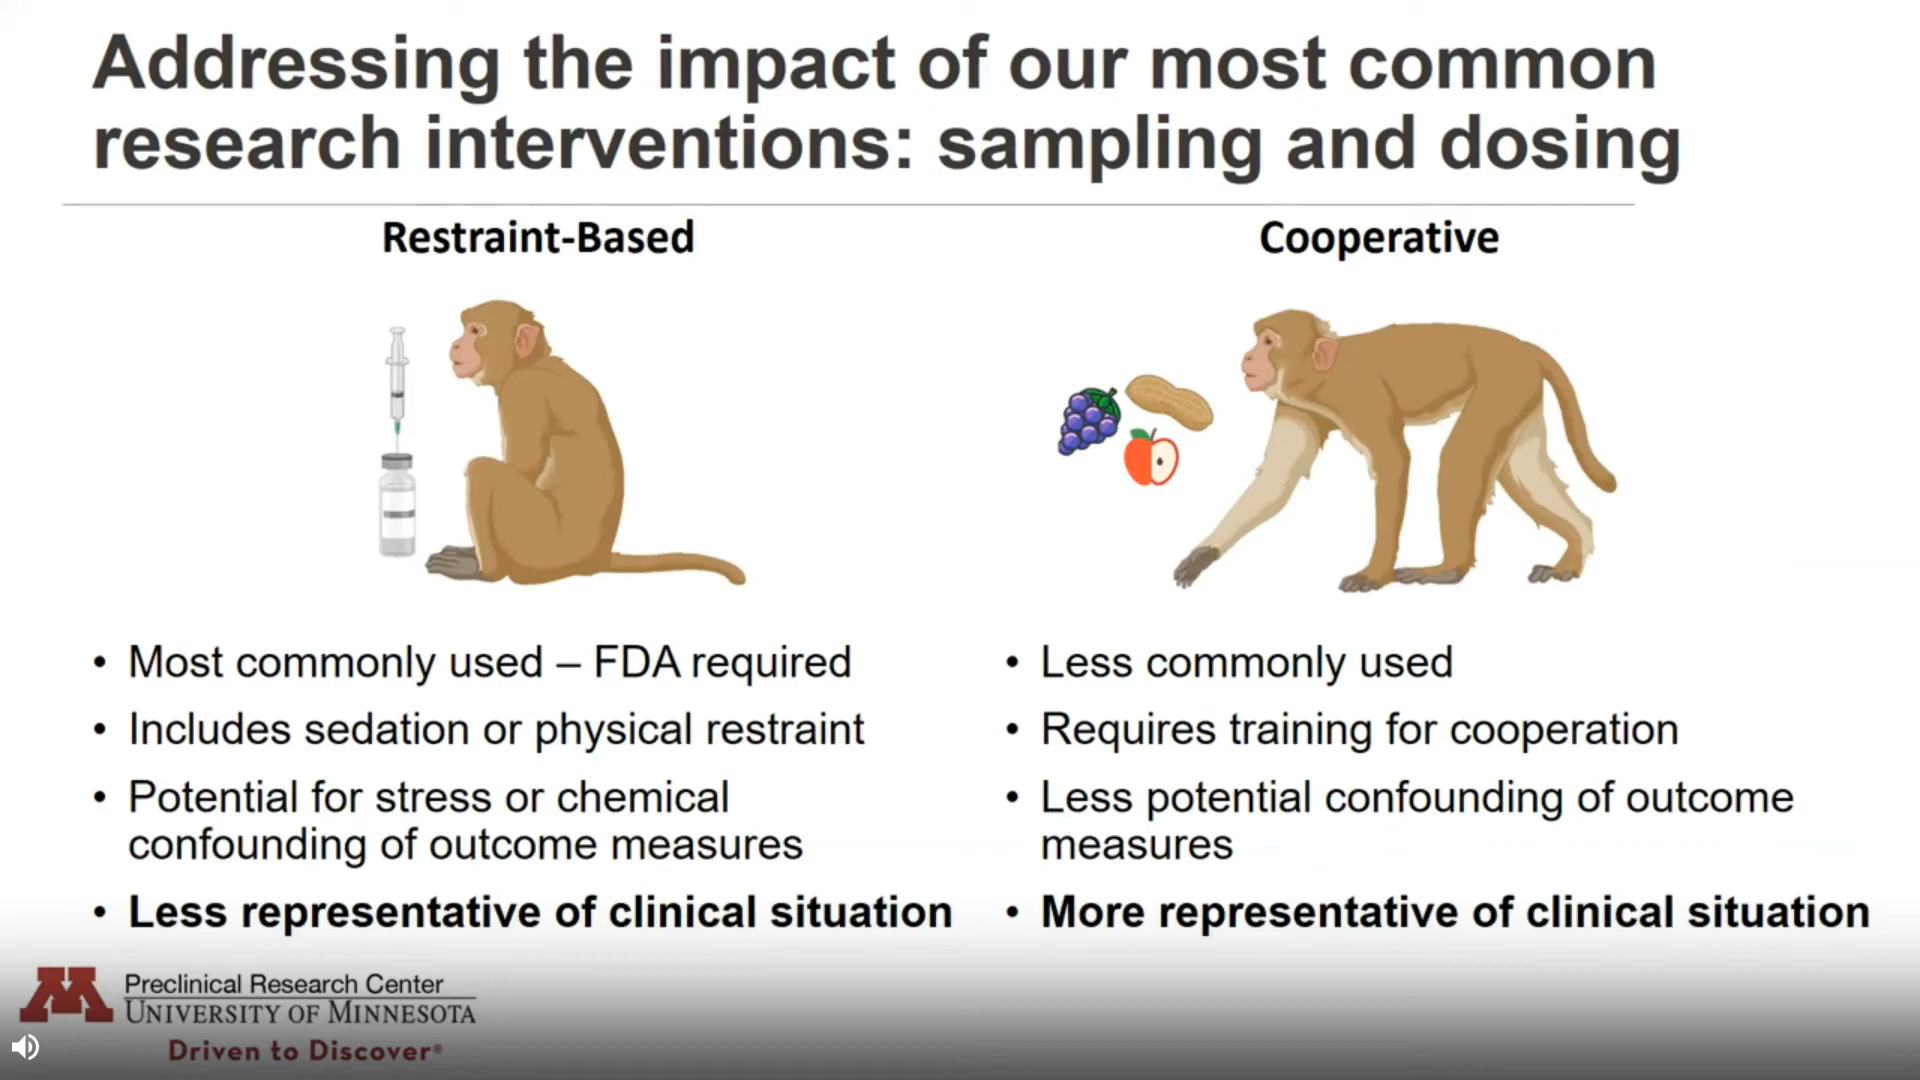 Addressing the impact of our most common
research interventions: sampling and dosing
Restraint-Based
• Most commonly used – FDA required
• Includes sedation or physical restraint
• Potential for stress or chemical
confounding of outcome measures
• Less representative of clinical situation
Cooperative
• Less commonly used
• Requires training for cooperation
• Less potential confounding of outcome
measures
• More representative of clinical situation
M
Preclinical Research Center
UNIVERSITY OF MINNESOTA
Driven to Discover®